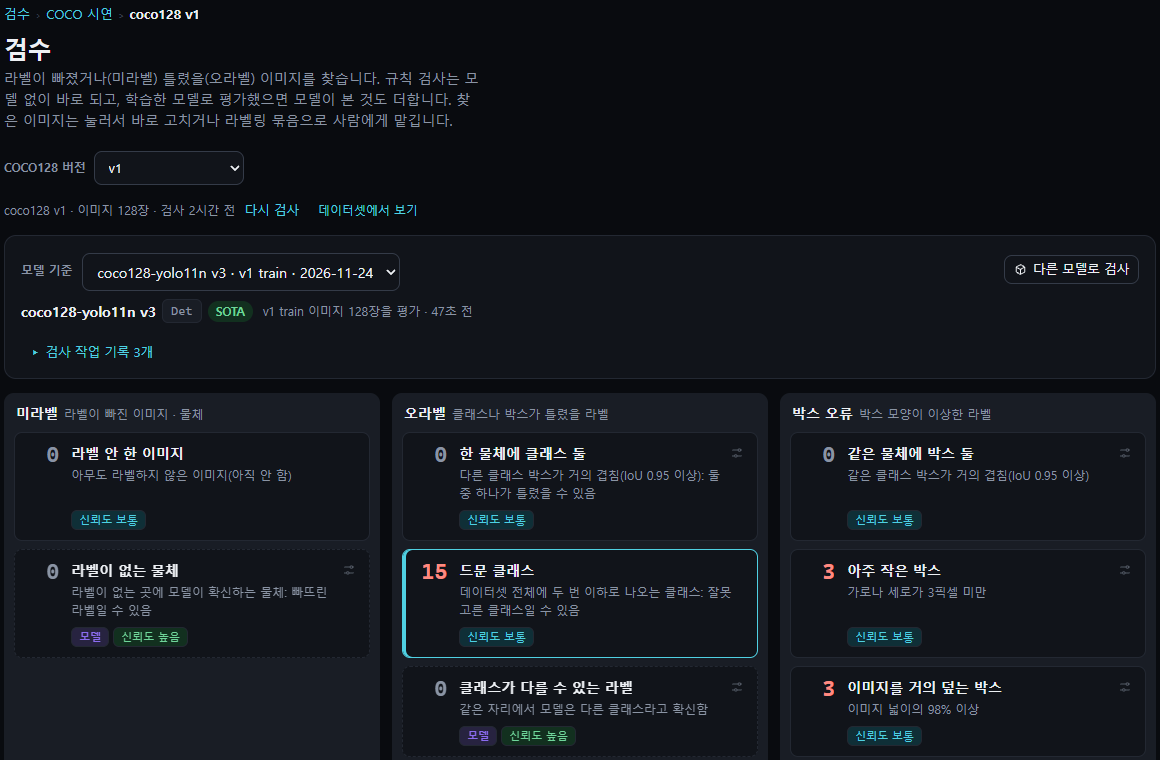 검수 › COCO 시연 › coco128 v1
검수
라벨이 빠졌거나(미라벨) 틀렸을(오라벨) 이미지를 찾습니다. 규칙 검사는 모
델 없이 바로 되고, 학습한 모델로 평가했으면 모델이 본 것도 더합니다. 찾
은 이미지는 눌러서 바로 고치거나 라벨링 묶음으로 사람에게 맡깁니다.
COCO128 버전 v1
coco128 v1 · 이미지 128장 · 검사 2시간 전 다시 검사 데이터셋에서 보기
모델 기준 coco128-yolo11n v3 · v1 train · 2026-11-24 다른 모델로 검사
coco128-yolo11n v3 Det SOTA v1 train 이미지 128장을 평가 · 47초 전
▸ 검사 작업 기록 3개
미라벨 라벨이 빠진 이미지 · 물체
0 라벨 안 한 이미지
아무도 라벨하지 않은 이미지(아직 안 함)
신뢰도 보통
0 라벨이 없는 물체
라벨이 없는 곳에 모델이 확신하는 물체: 빠뜨린
라벨일 수 있음
모델 신뢰도 높음
오라벨 클래스나 박스가 틀렸을 라벨
0 한 물체에 클래스 둘
다른 클래스 박스가 거의 겹침(IoU 0.95 이상): 둘
중 하나가 틀렸을 수 있음
신뢰도 보통
15 드문 클래스
데이터셋 전체에 두 번 이하로 나오는 클래스: 잘못
고른 클래스일 수 있음
신뢰도 보통
0 클래스가 다를 수 있는 라벨
같은 자리에서 모델은 다른 클래스라고 확신함
모델 신뢰도 높음
박스 오류 박스 모양이 이상한 라벨
0 같은 물체에 박스 둘
같은 클래스 박스가 거의 겹침(IoU 0.95 이상)
신뢰도 보통
3 아주 작은 박스
가로나 세로가 3픽셀 미만
신뢰도 보통
3 이미지를 거의 덮는 박스
이미지 넓이의 98% 이상
신뢰도 보통